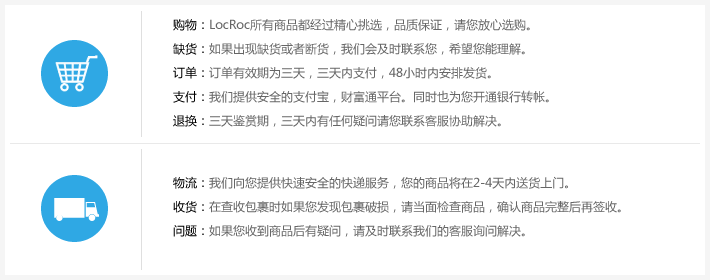 购物：LocRoc所有商品都经过精心挑选，品质保证，请您放心选购。
缺货：如果出现缺货或者断货，我们会及时联系您，希望您能理解。
订单：订单有效期为三天，三天内支付，48小时内安排发货。
支付：我们提供安全的支付宝，财富通平台。同时也为您开通银行转帐。
退换：三天鉴赏期，三天内有任何疑问请您联系客服协助解决。
物流：我们向您提供快速安全的快递服务，您的商品将在2-4天内送货上门。
收货：在查收包裹时如果您发现包裹破损，请当面检查商品，确认商品完整后再签收。
问题：如果您收到商品后有疑问，请及时联系我们的客服询问解决。